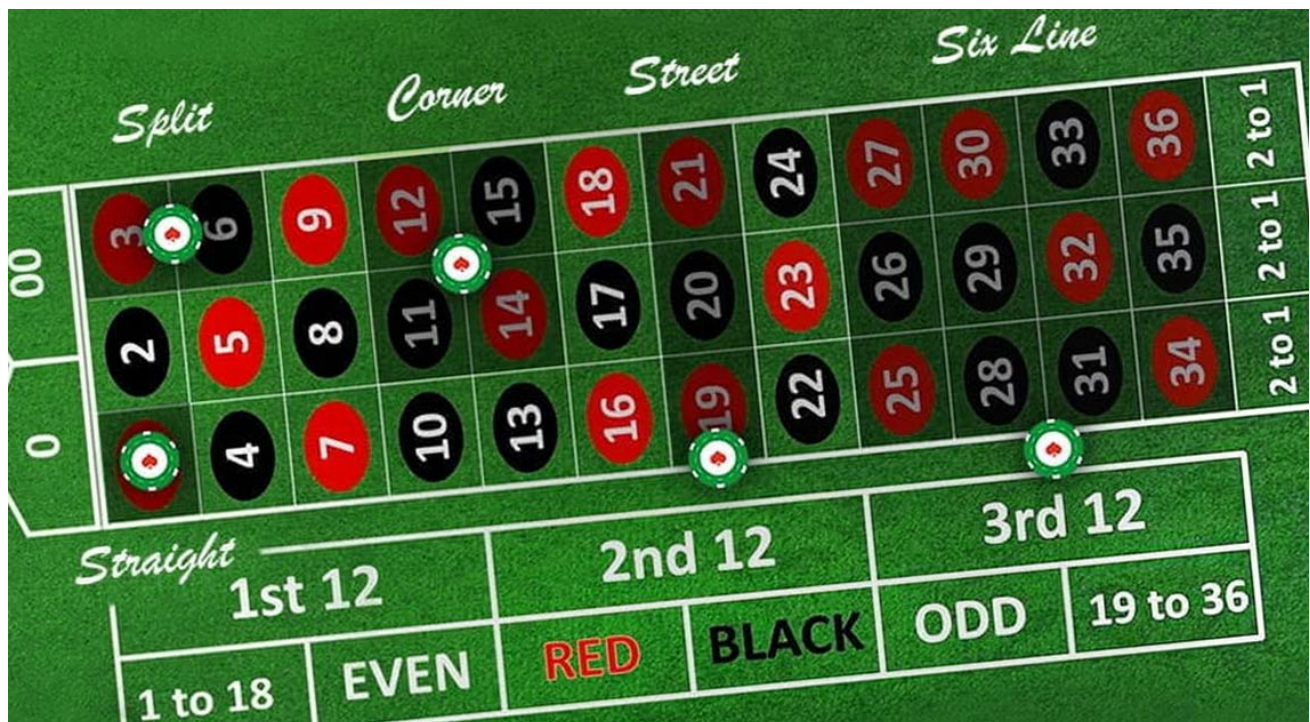 Split Corner Street Six Line
00 3 6 9 12 15 18 21 24 27 30 33 36 2 to 1
2 5 8 11 14 17 20 23 26 29 32 35 2 to 1
0 4 7 10 13 16 19 22 25 28 31 34 2 to 1
Straight
1st 12 2nd 12 3rd 12
1 to 18 EVEN RED BLACK ODD 19 to 36